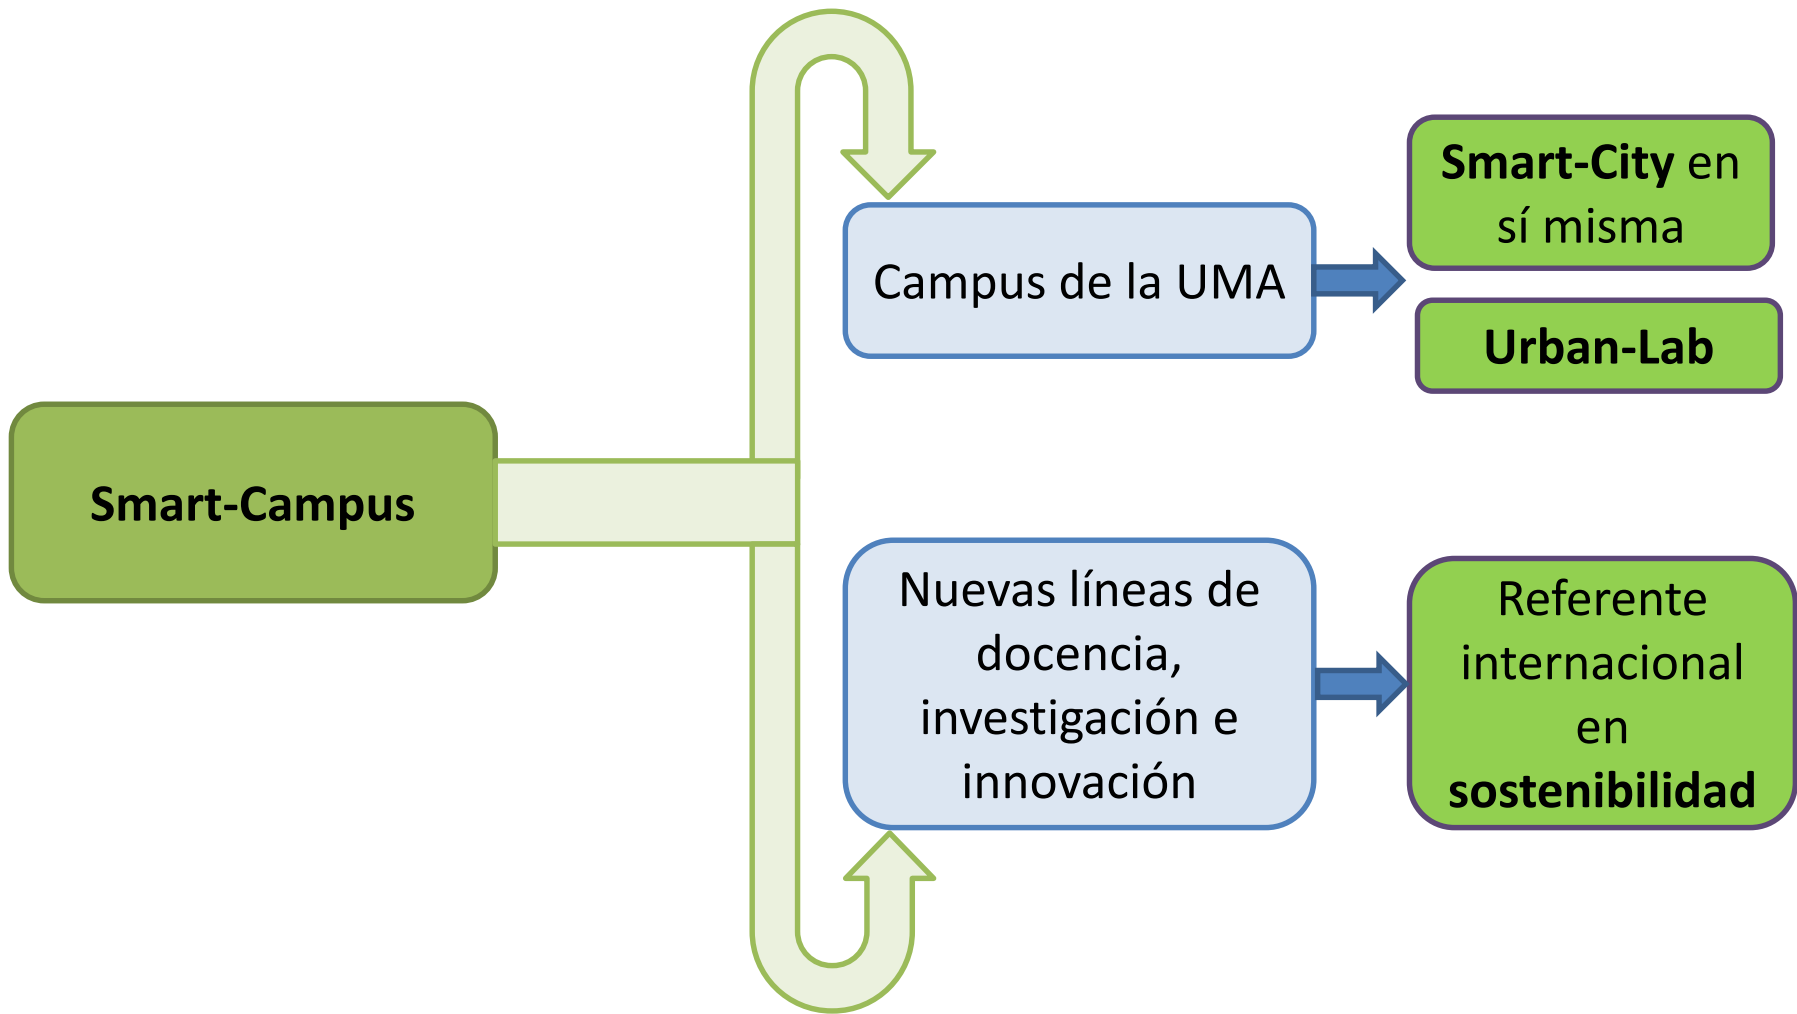 Smart-Campus
Campus de la UMA
Smart-City en
sí misma
Urban-Lab
Nuevas líneas de
docencia,
investigación e
innovación
Referente
internacional
en
sostenibilidad